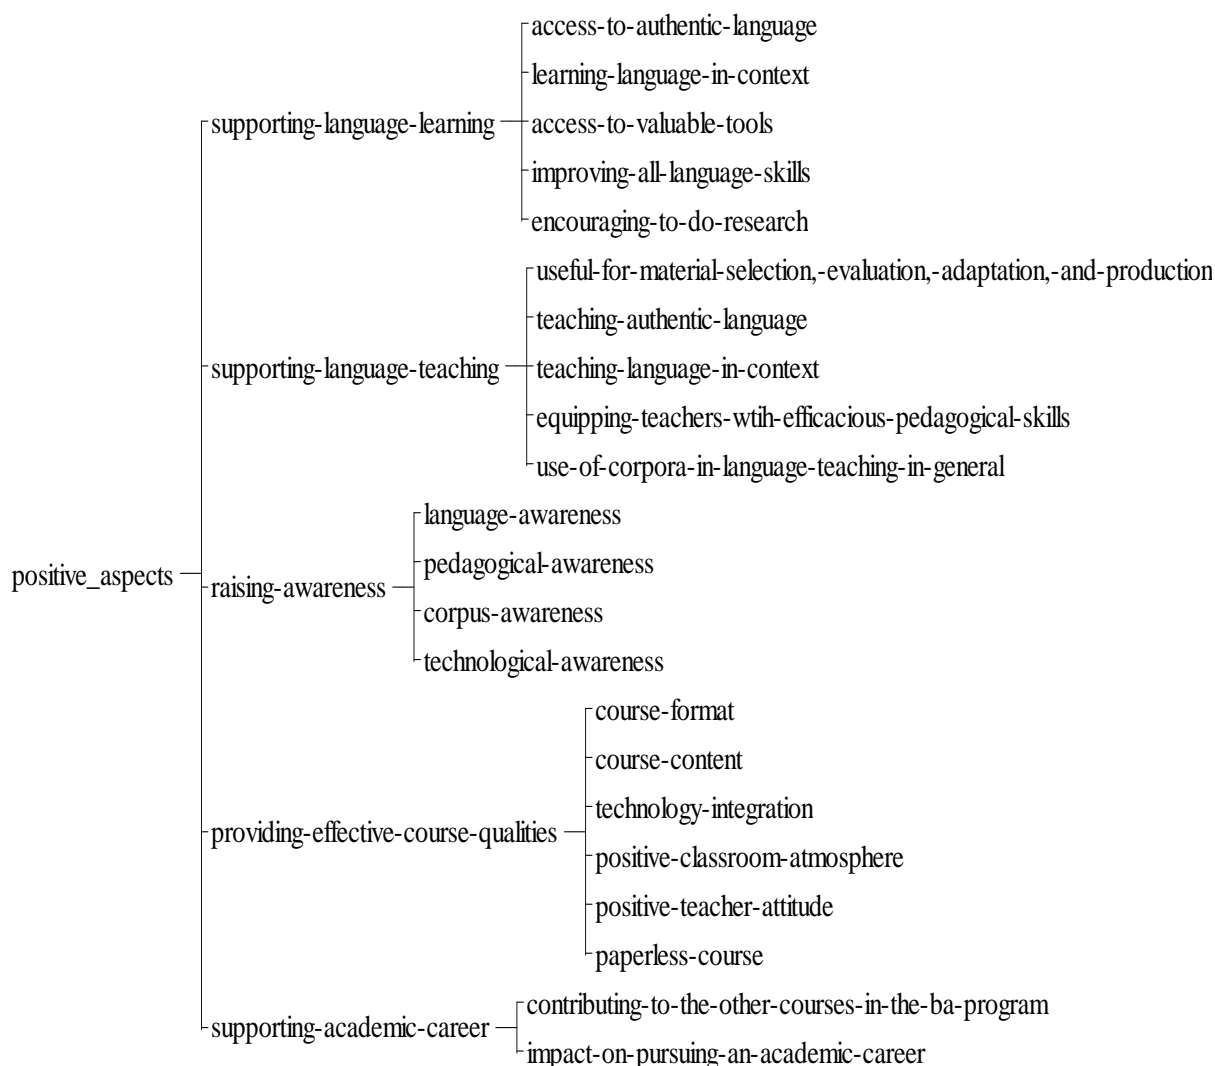 access-to-authentic-language
learning-language-in-context
supporting-language-learning
access-to-valuable-tools
improving-all-language-skills
encouraging-to-do-research
useful-for-material-selection,-evaluation,-adaptation,-and-production
teaching-authentic-language
supporting-language-teaching
teaching-language-in-context
equipping-teachers-wtih-efficacious-pedagogical-skills
use-of-corpora-in-language-teaching-in-general
language-awareness
pedagogical-awareness
positive_aspects
raising-awareness
corpus-awareness
technological-awareness
course-format
course-content
technology-integration
providing-effective-course-qualities
positive-classroom-atmosphere
positive-teacher-attitude
paperless-course
contributing-to-the-other-courses-in-the-ba-program
supporting-academic-career
impact-on-pursuing-an-academic-career